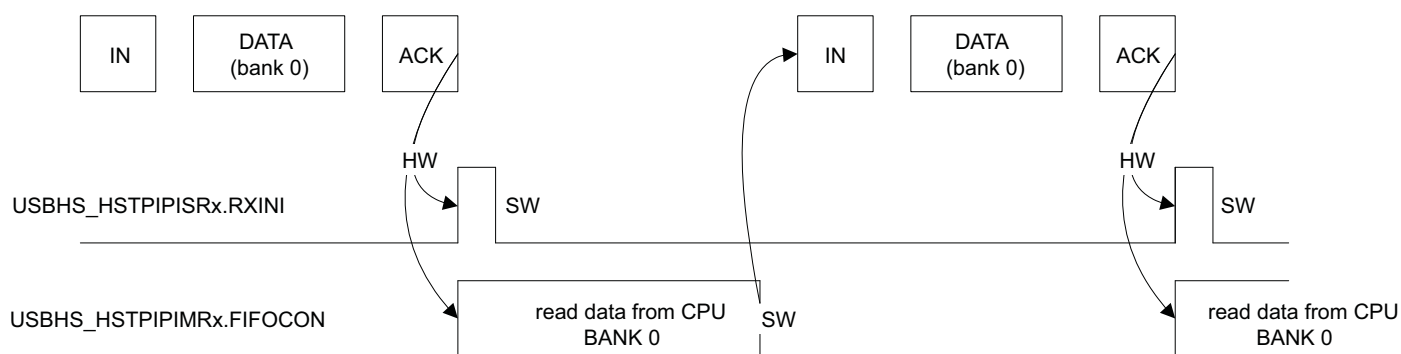 IN
DATA
(bank 0)
ACK
IN
DATA
(bank 0)
ACK
HW
HW
USBHS_HSTPIPISRx.RXINI
SW
SW
USBHS_HSTPIPIMRx.FIFOCON
read data from CPU
BANK 0
SW
read data from CPU
BANK 0